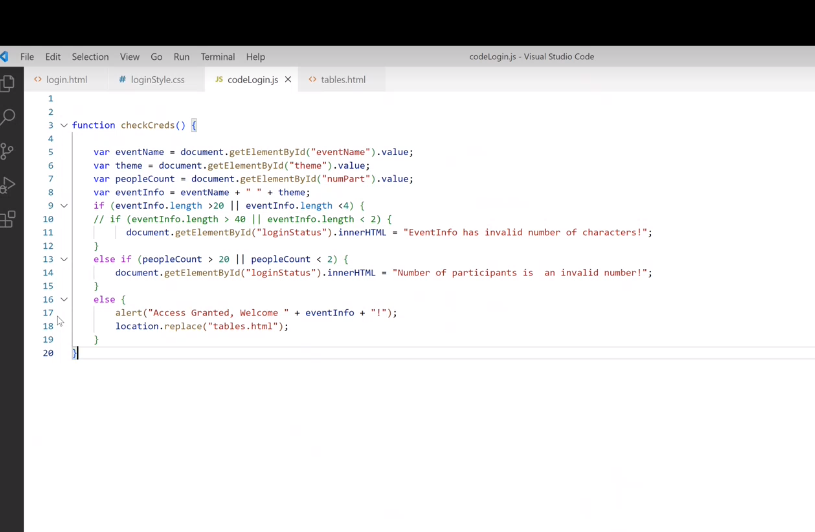 File Edit Selection View Go Run Terminal Help codeLogin.js - Visual Studio Code
<> login.html # loginStyle.css JS codeLogin.js × <> tables.html
1
2
3 function checkCreds() {
4
5 var eventName = document.getElementById("eventName").value;
6 var theme = document.getElementById("theme").value;
7 var peopleCount = document.getElementById("numPart").value;
8 var eventInfo = eventName + " " + theme;
9 if (eventInfo.length >20 || eventInfo.length <4) {
10 // if (eventInfo.length > 40 || eventInfo.length < 2) {
11 document.getElementById("loginStatus").innerHTML = "EventInfo has invalid number of characters!";
12 }
13 else if (peopleCount > 20 || peopleCount < 2) {
14 document.getElementById("loginStatus").innerHTML = "Number of participants is  an invalid number!";
15 }
16 else {
17 alert("Access Granted, Welcome " + eventInfo + "!");
18 location.replace("tables.html");
19 }
20 }